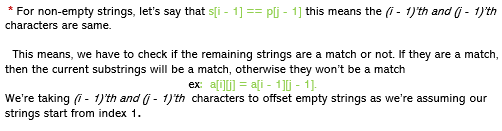 * For non-empty strings, let's say that s[i - 1] == p[j - 1] this means the (i - 1)'th and (j - 1)'th
characters are same.
This means, we have to check if the remaining strings are a match or not. If they are a match,
then the current substrings will be a match, otherwise they won't be a match
ex: a[i][j] = a[i - 1][j - 1].
We're taking (i - 1)'th and (j - 1)'th characters to offset empty strings as we're assuming our
strings start from index 1.